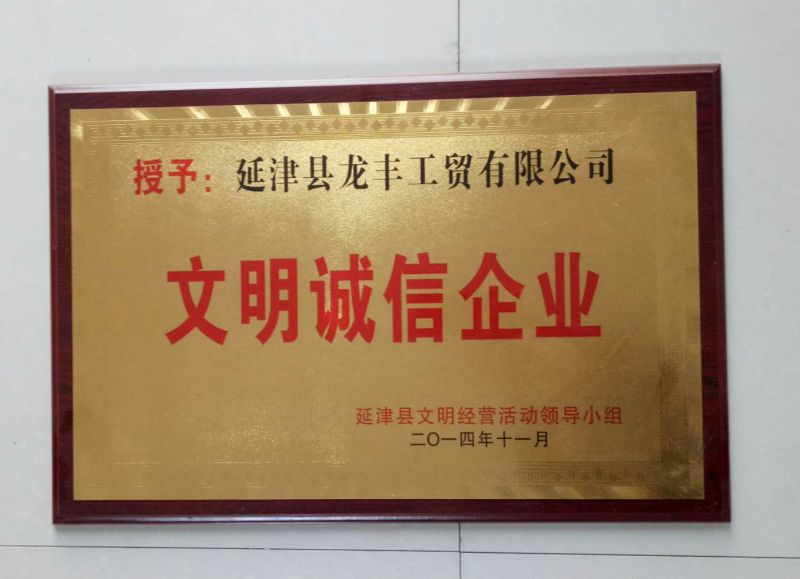 授予：延津县龙丰工贸有限公司
文明诚信企业
延津县文明经营活动领导小组
二〇一四年十一月